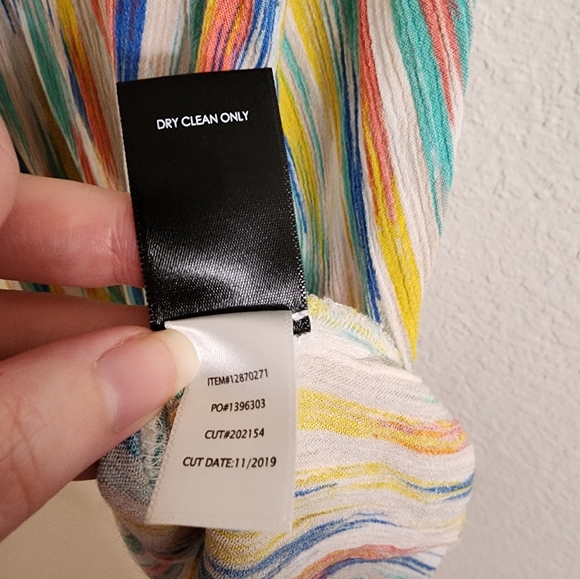 DRY CLEAN ONLY
ITEM#12870271
PO#1396303
CUT#202154
CUT DATE:11/2019